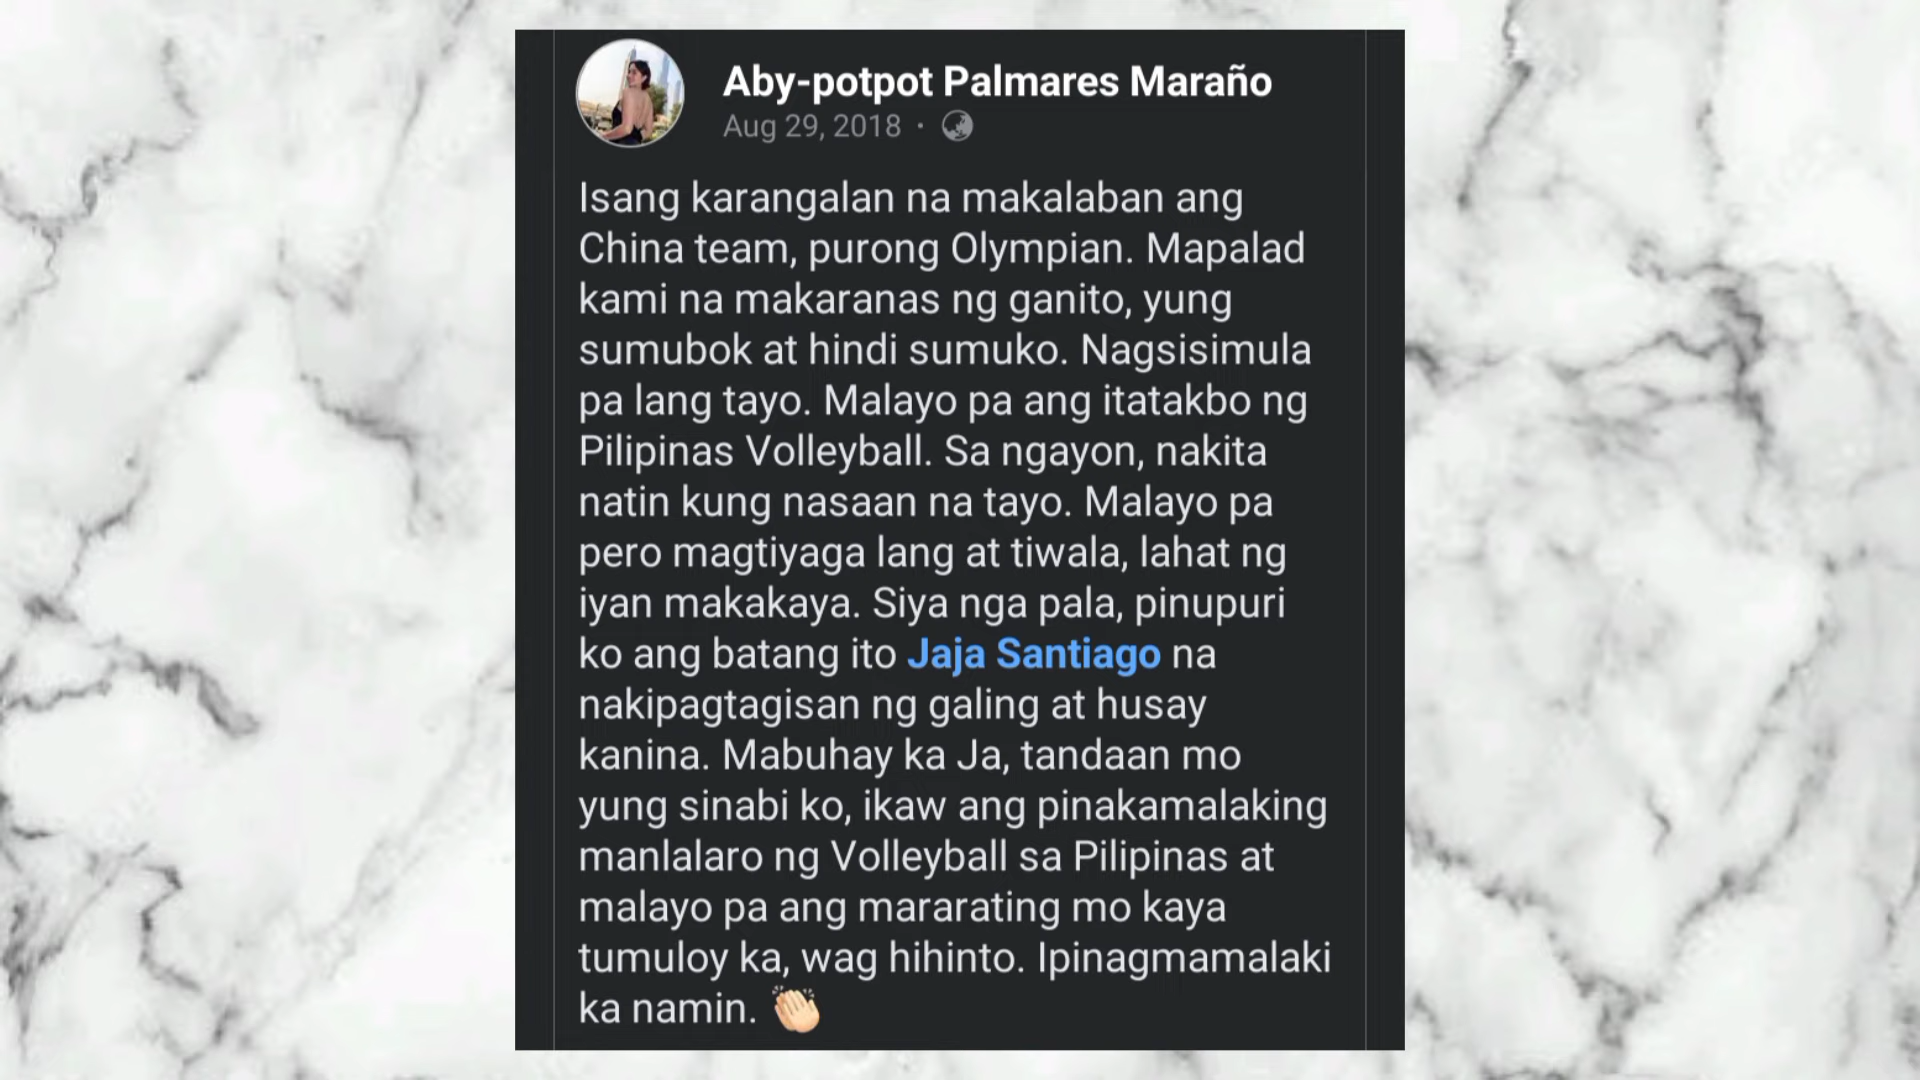 Aby-potpot Palmares Maraño
Aug 29, 2018 ·
Isang karangalan na makalaban ang
China team, purong Olympian. Mapalad
kami na makaranas ng ganito, yung
sumubok at hindi sumuko. Nagsisimula
pa lang tayo. Malayo pa ang itatakbo ng
Pilipinas Volleyball. Sa ngayon, nakita
natin kung nasaan na tayo. Malayo pa
pero magtiyaga lang at tiwala, lahat ng
iyan makakaya. Siya nga pala, pinupuri
ko ang batang ito Jaja Santiago na
nakipagtagisan ng galing at husay
kanina. Mabuhay ka Ja, tandaan mo
yung sinabi ko, ikaw ang pinakamalaking
manlalaro ng Volleyball sa Pilipinas at
malayo pa ang mararating mo kaya
tumuloy ka, wag hihinto. Ipinagmamalaki
ka namin. 👏🏻